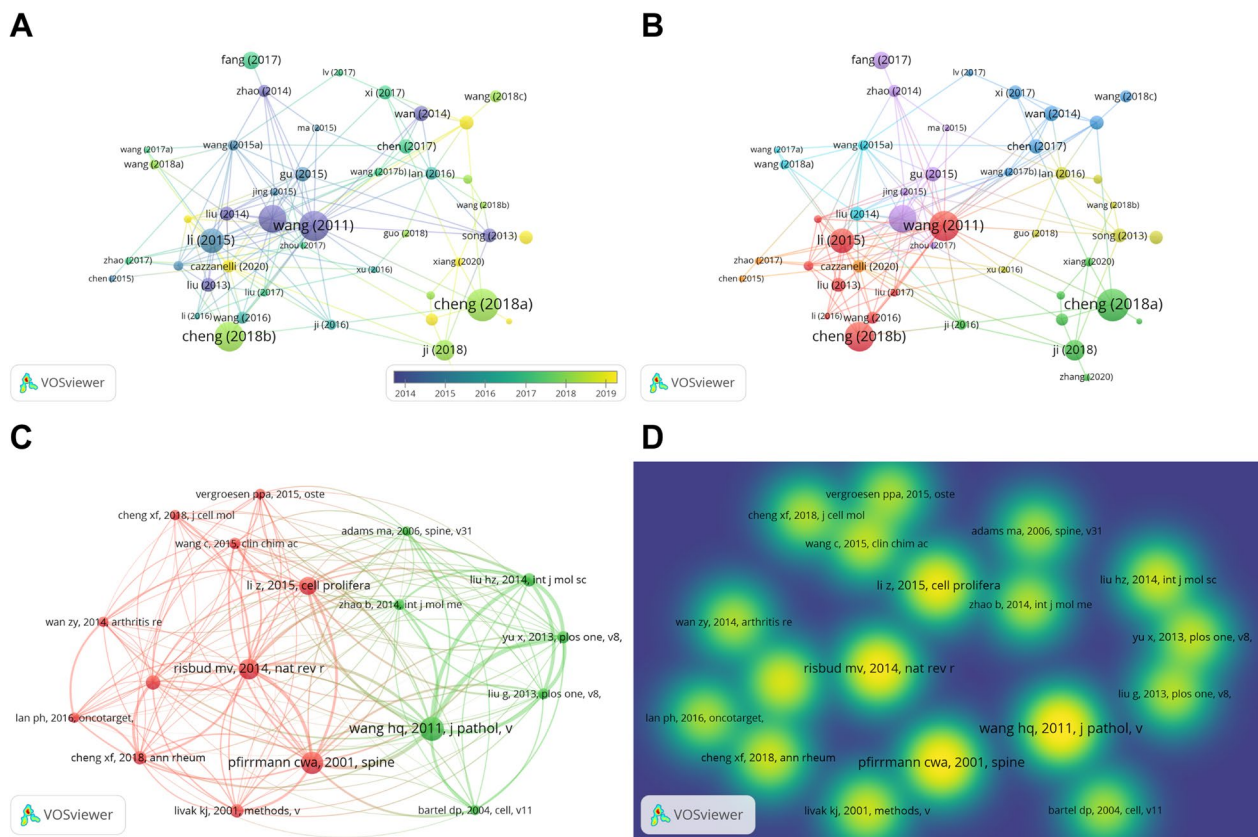 A
fang (2017)
lv (2017)
zhao (2014)
xi (2017)
wang (2018c)
wan (2014)
ma (2015)
wang (2015a)
chen (2017)
wang (2017a)
wang (2018a)
gu (2015)
wang (2017b)
lan (2016)
jing (2015)
wang (2018b)
liu (2014)
wang (2011)
li (2015)
zhou (2017)
guo (2018)
song (2013)
zhao (2017)
cazzanelli (2020)
xu (2016)
xiang (2020)
chen (2015)
liu (2013)
liu (2017)
cheng (2018a)
li (2016)
wang (2016)
ji (2016)
cheng (2018b)
ji (2018)
VOSviewer
2014 2015 2016 2017 2018 2019
B
fang (2017)
lv (2017)
zhao (2014)
xi (2017)
wang (2018c)
wan (2014)
ma (2015)
wang (2015a)
chen (2017)
wang (2017a)
wang (2018a)
gu (2015)
wang (2017b)
lan (2016)
jing (2015)
wang (2018b)
liu (2014)
wang (2011)
li (2015)
zhou (2017)
guo (2018)
song (2013)
zhao (2017)
cazzanelli (2020)
xu (2016)
xiang (2020)
chen (2015)
liu (2013)
liu (2017)
cheng (2018a)
li (2016)
wang (2016)
ji (2016)
cheng (2018b)
ji (2018)
zhang (2020)
VOSviewer
C
vergroesen ppa, 2015, oste
cheng xf, 2018, j cell mol
adams ma, 2006, spine, v31
wang c, 2015, clin chim ac
li z, 2015, cell prolifera
liu hz, 2014, int j mol sc
zhao b, 2014, int j mol me
wan zy, 2014, arthritis re
yu x, 2013, plos one, v8,
risbud mv, 2014, nat rev r
liu g, 2013, plos one, v8,
lan ph, 2016, oncotarget,
wang hq, 2011, j pathol, v
cheng xf, 2018, ann rheum
pfirrmann cwa, 2001, spine
livak kj, 2001, methods, v
bartel dp, 2004, cell, v11
VOSviewer
D
vergroesen ppa, 2015, oste
cheng xf, 2018, j cell mol
adams ma, 2006, spine, v31
wang c, 2015, clin chim ac
li z, 2015, cell prolifera
liu hz, 2014, int j mol sc
zhao b, 2014, int j mol me
wan zy, 2014, arthritis re
yu x, 2013, plos one, v8,
risbud mv, 2014, nat rev r
liu g, 2013, plos one, v8,
lan ph, 2016, oncotarget,
wang hq, 2011, j pathol, v
cheng xf, 2018, ann rheum
pfirrmann cwa, 2001, spine
livak kj, 2001, methods, v
bartel dp, 2004, cell, v11
VOSviewer